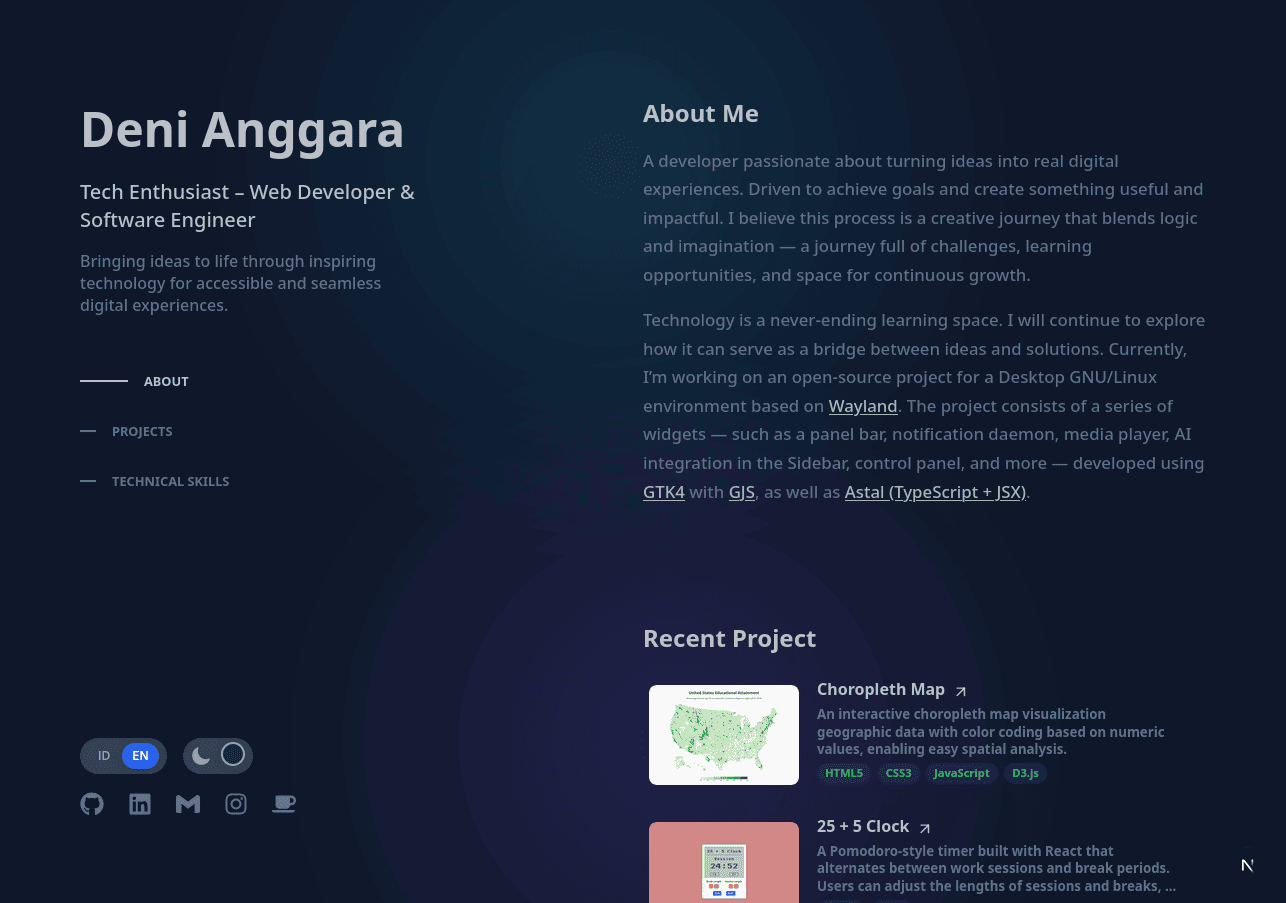 Deni Anggara
Tech Enthusiast – Web Developer &
Software Engineer
Bringing ideas to life through inspiring
technology for accessible and seamless
digital experiences.
ABOUT
PROJECTS
TECHNICAL SKILLS
ID EN
About Me
A developer passionate about turning ideas into real digital
experiences. Driven to achieve goals and create something useful and
impactful. I believe this process is a creative journey that blends logic
and imagination — a journey full of challenges, learning
opportunities, and space for continuous growth.
Technology is a never-ending learning space. I will continue to explore
how it can serve as a bridge between ideas and solutions. Currently,
I’m working on an open-source project for a Desktop GNU/Linux
environment based on Wayland. The project consists of a series of
widgets — such as a panel bar, notification daemon, media player, AI
integration in the Sidebar, control panel, and more — developed using
GTK4 with GJS, as well as Astal (TypeScript + JSX).
Recent Project
United States Educational Attainment
Choropleth Map
An interactive choropleth map visualization
geographic data with color coding based on numeric
values, enabling easy spatial analysis.
HTML5 CSS3 JavaScript D3.js
25 + 5 Clock
Session
24:52
25 + 5 Clock
A Pomodoro-style timer built with React that
alternates between work sessions and break periods.
Users can adjust the lengths of sessions and breaks, ...